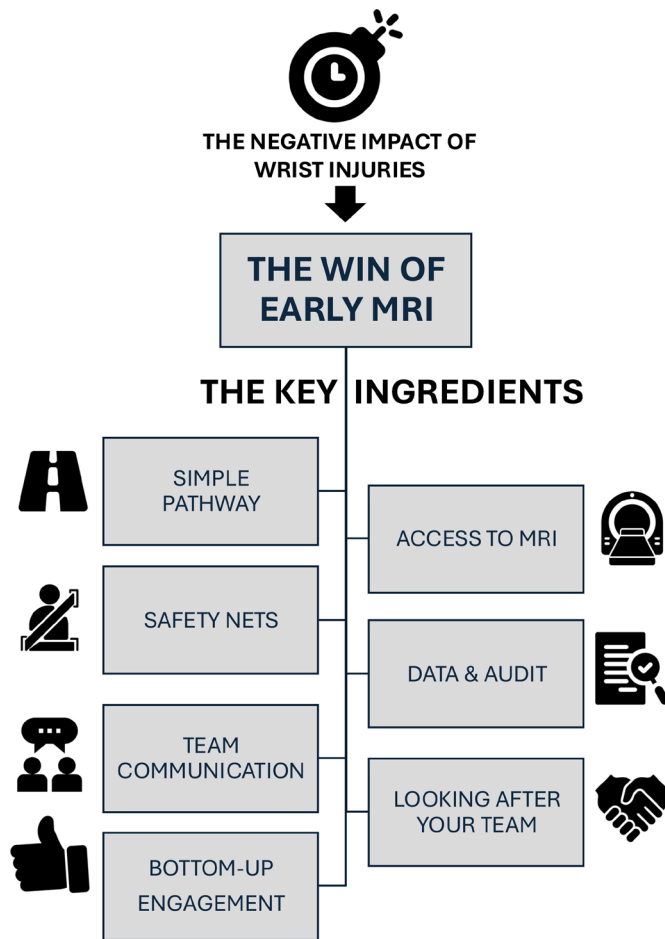 THE NEGATIVE IMPACT OF
WRIST INJURIES
THE WIN OF
EARLY MRI
THE KEY INGREDIENTS
SIMPLE
PATHWAY
ACCESS TO MRI
SAFETY NETS
DATA & AUDIT
TEAM
COMMUNICATION
LOOKING AFTER
YOUR TEAM
BOTTOM-UP
ENGAGEMENT